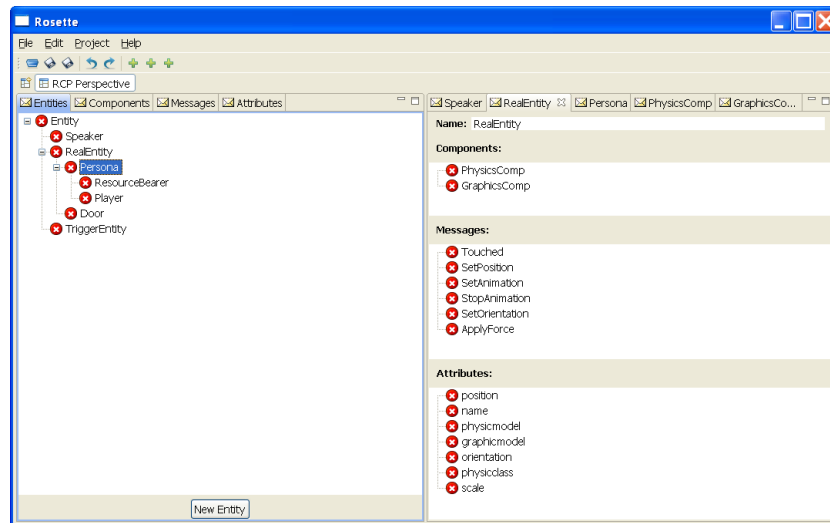 Rosette
File Edit Project Help
RCP Perspective
Entities Components Messages Attributes
Entity
Speaker
RealEntity
Persona
ResourceBearer
Player
Door
TriggerEntity
New Entity
Speaker RealEntity Persona PhysicsComp GraphicsCo...
Name: RealEntity
Components:
PhysicsComp
GraphicsComp
Messages:
Touched
SetPosition
SetAnimation
StopAnimation
SetOrientation
ApplyForce
Attributes:
position
name
physicmodel
graphicmodel
orientation
physicclass
scale